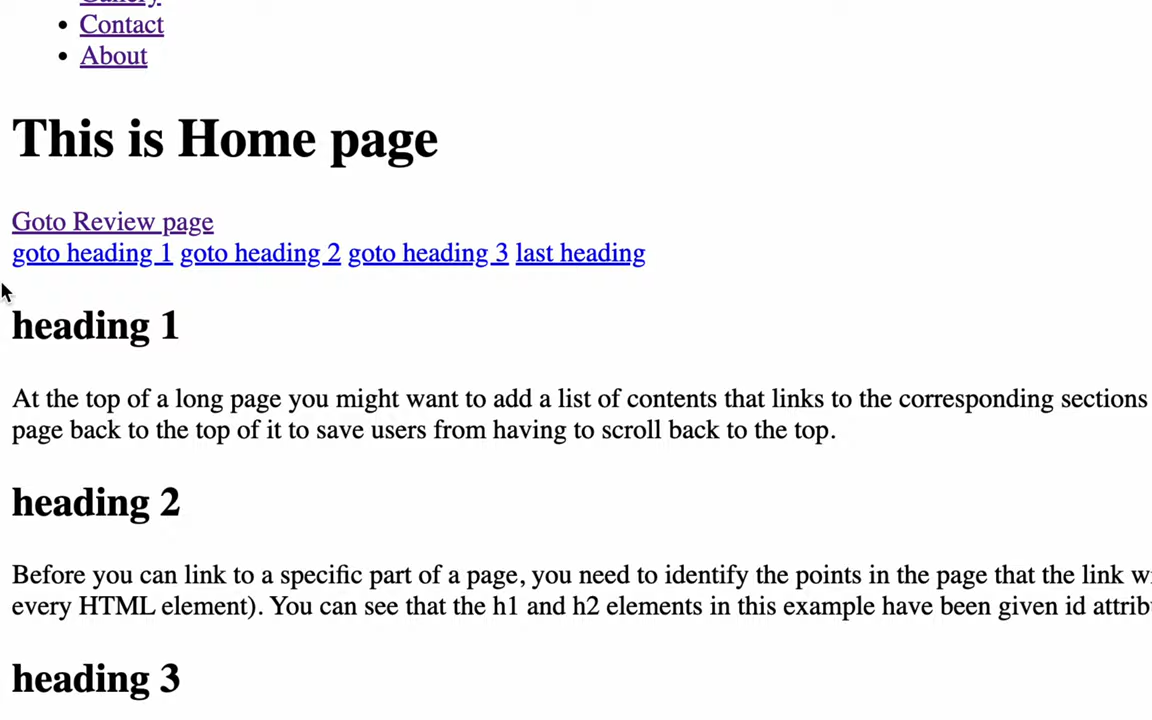 Contact
About
This is Home page
Goto Review page
goto heading 1 goto heading 2 goto heading 3 last heading
heading 1
At the top of a long page you might want to add a list of contents that links to the corresponding sections
page back to the top of it to save users from having to scroll back to the top.
heading 2
Before you can link to a specific part of a page, you need to identify the points in the page that the link
every HTML element). You can see that the h1 and h2 elements in this example have been given id
heading 3